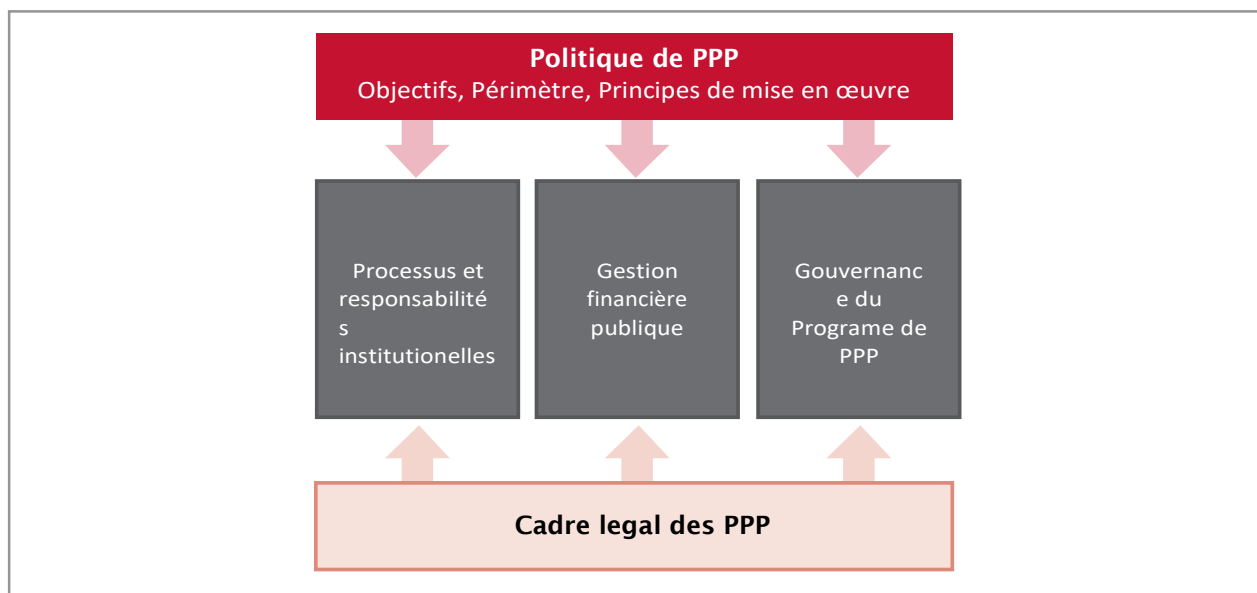 Politique de PPP
Objectifs, Périmètre, Principes de mise en œuvre
Processus et
responsabilité
s
institutionelles
Gestion
financière
publique
Gouvernanc
e du
Programe de
PPP
Cadre legal des PPP